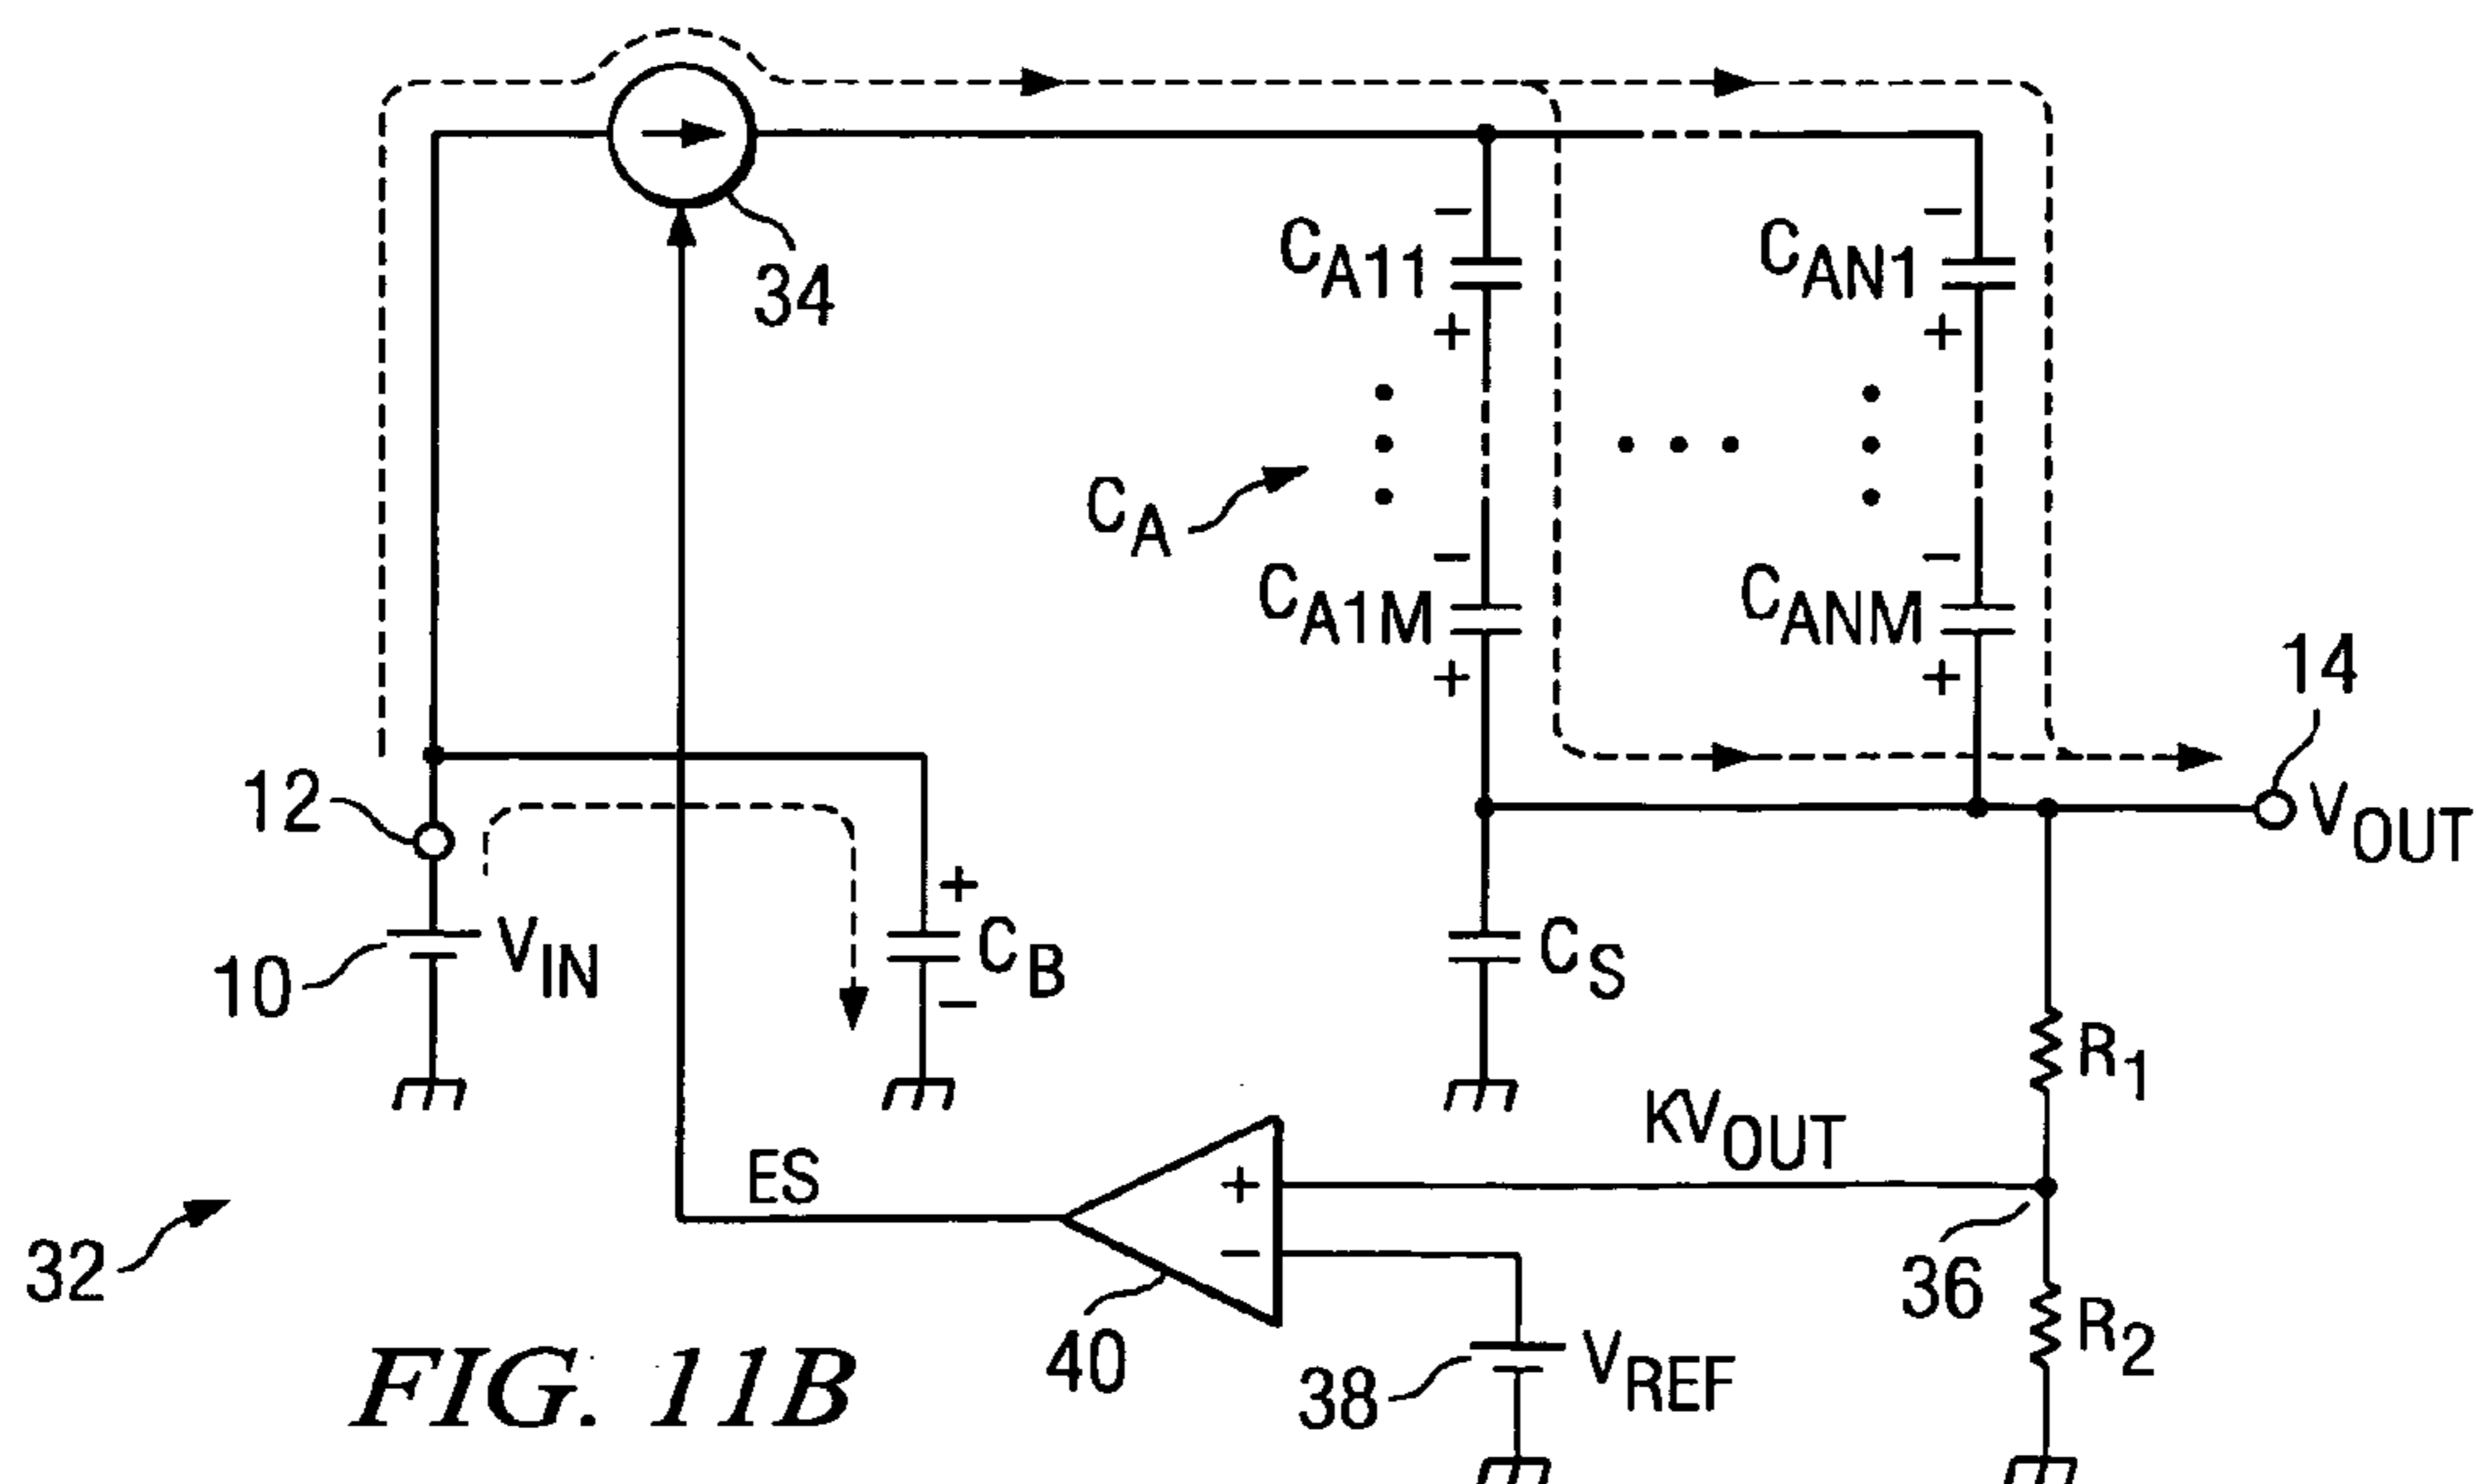 34
C_A11
C_AN1
C_A
C_A1M
C_ANM
14
12
V_OUT
10
V_IN
C_B
C_S
R_1
KV_OUT
ES
32
36
40
38
V_REF
R_2
FIG. 11B